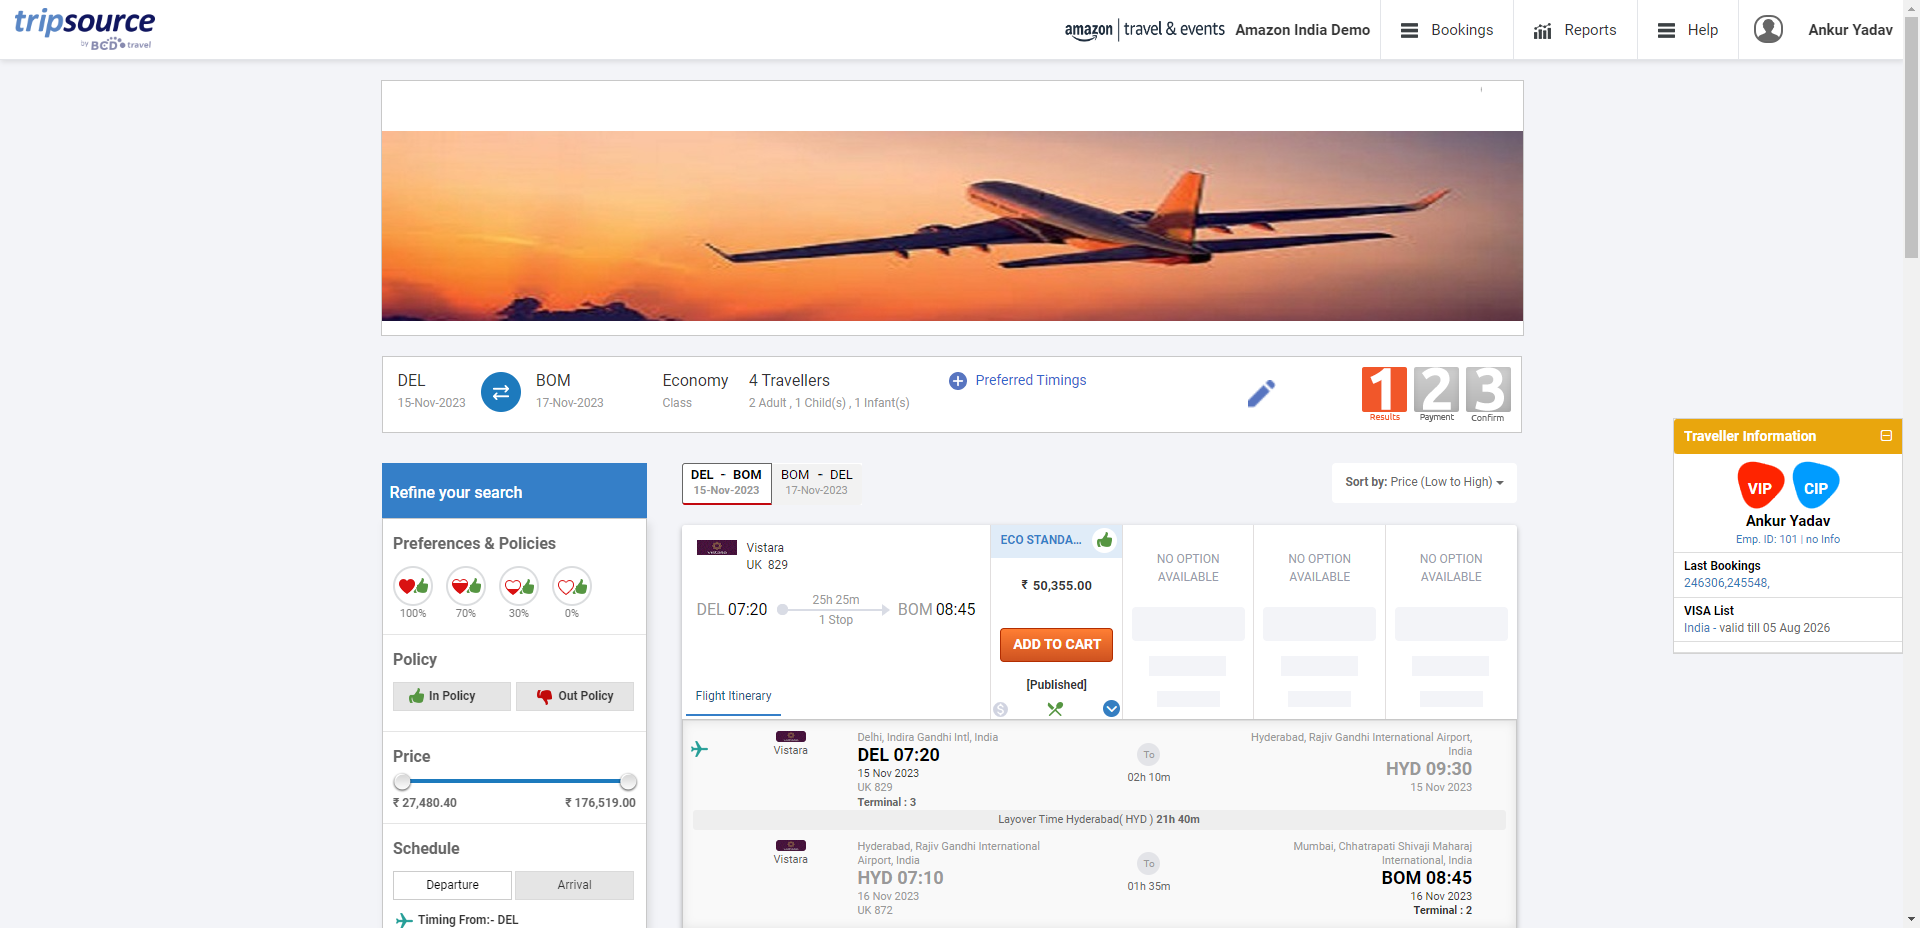 tripsource
by BCD travel
amazon travel & events
Amazon India Demo
Bookings
Reports
Help
Ankur Yadav
DEL
15-Nov-2023
BOM
17-Nov-2023
Economy
Class
4 Travellers
2 Adult , 1 Child(s) , 1 Infant(s)
Preferred Timings
1
Results
2
Payment
3
Confirm
Traveller Information
VIP
CIP
Ankur Yadav
Emp. ID: 101 | no Info
Last Bookings
246306,245548,
VISA List
India - valid till 05 Aug 2026
Refine your search
Preferences & Policies
100%
70%
30%
0%
Policy
In Policy
Out Policy
Price
₹ 27,480.40
₹ 176,519.00
Schedule
Departure
Arrival
Timing From:- DEL
DEL - BOM
15-Nov-2023
BOM - DEL
17-Nov-2023
Sort by: Price (Low to High)
Vistara
UK 829
DEL 07:20
25h 25m
1 Stop
BOM 08:45
Flight Itinerary
ECO STANDA...
₹ 50,355.00
ADD TO CART
[Published]
NO OPTION
AVAILABLE
NO OPTION
AVAILABLE
NO OPTION
AVAILABLE
Vistara
Delhi, Indira Gandhi Intl, India
DEL 07:20
15 Nov 2023
UK 829
Terminal : 3
To
02h 10m
Hyderabad, Rajiv Gandhi International Airport,
India
HYD 09:30
15 Nov 2023
Layover Time Hyderabad( HYD ) 21h 40m
Vistara
Hyderabad, Rajiv Gandhi International
Airport, India
HYD 07:10
16 Nov 2023
UK 872
To
01h 35m
Mumbai, Chhatrapati Shivaji Maharaj
International, India
BOM 08:45
16 Nov 2023
Terminal : 2